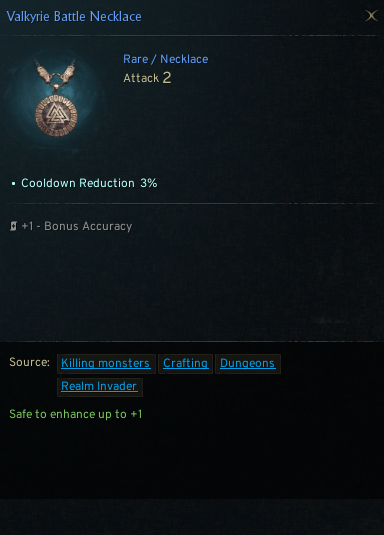 Valkyrie Battle Necklace
Rare / Necklace
Attack 2
• Cooldown Reduction 3%
+1 - Bonus Accuracy
Source: Killing monsters Crafting Dungeons
Realm Invader
Safe to enhance up to +1